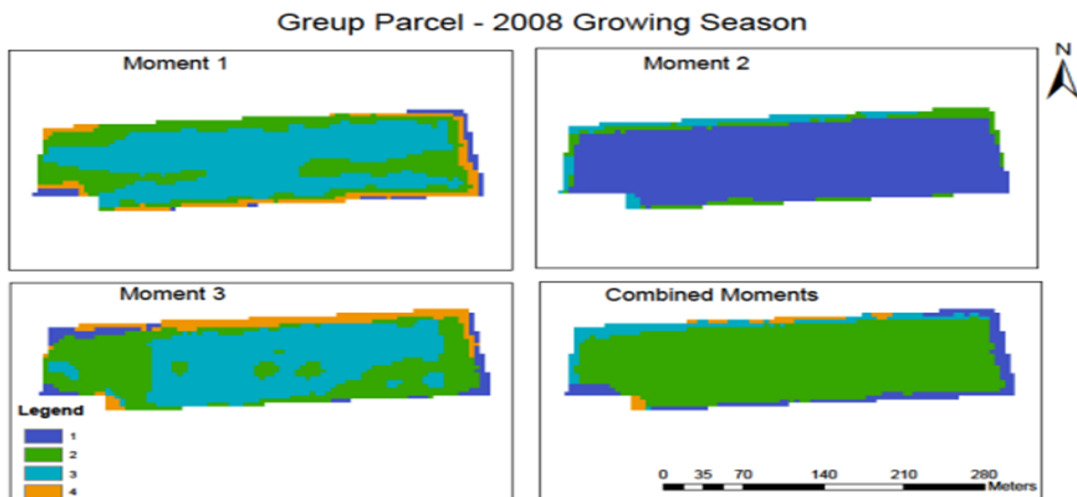 Greup Parcel - 2008 Growing Season
Moment 1
Moment 2
N
Moment 3
Combined Moments
Legend
1
2
3
4
0 35 70 140 210 280
Meters